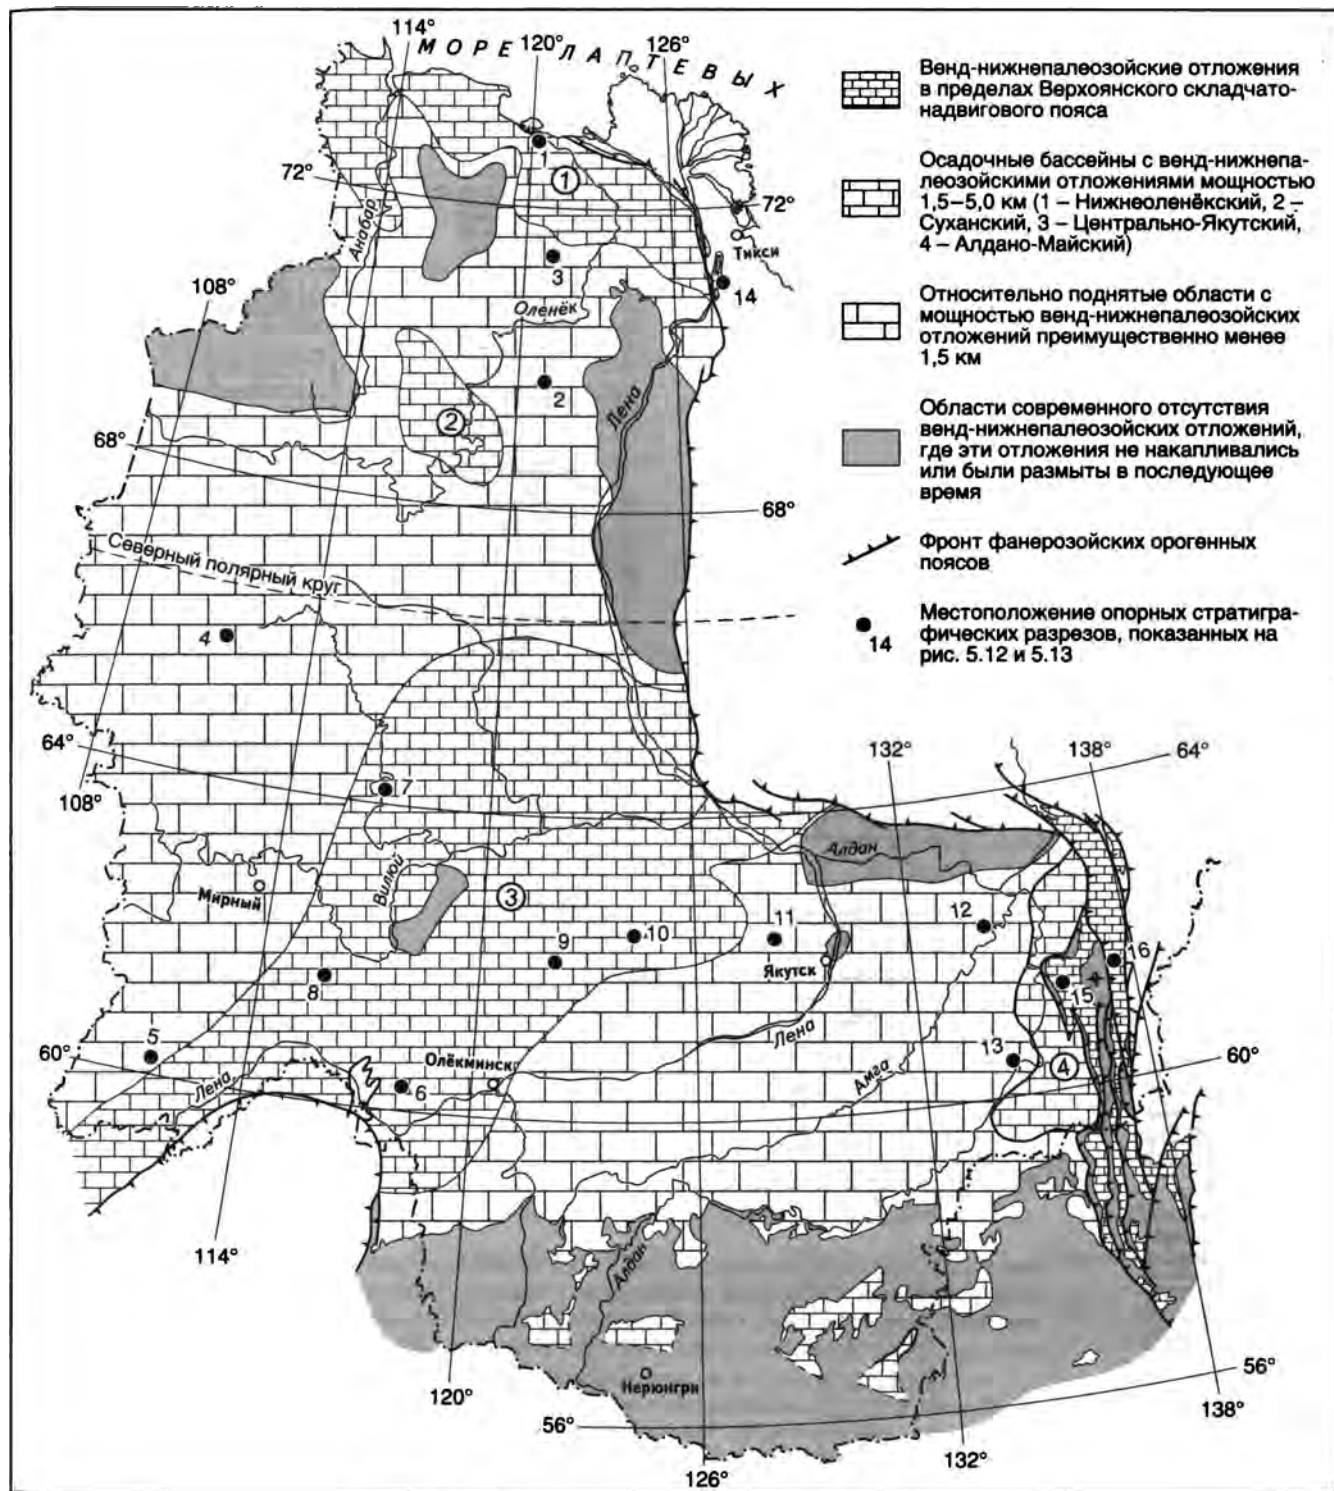 114°
120°
126°
МОРЕ ЛАПТЕВЫХ
1
1
72°
72°
Анабар
Тикси
3
14
108°
Оленёк
2
Лена
2
68°
68°
Северный полярный круг
4
64°
132°
138°
64°
108°
7
Алдан
Мирный
Вилюй
3
12
11
10
9
16
Якутск
8
15
Лена
5
13
60°
Олёкминск
4
60°
Лена
6
Амга
114°
Алдан
Нерюнгри
56°
120°
56°
138°
132°
126°
Венд-нижнепалеозойские отложения
в пределах Верхоянского складчато-
надвигового пояса
Осадочные бассейны с венд-нижнепа-
леозойскими отложениями мощностью
1,5–5,0 км (1 – Нижнеоленёкский, 2 –
Суханский, 3 – Центрально-Якутский,
4 – Алдано-Майский)
Относительно поднятые области с
мощностью венд-нижнепалеозойских
отложений преимущественно менее
1,5 км
Области современного отсутствия
венд-нижнепалеозойских отложений,
где эти отложения не накапливались
или были размыты в последующее
время
Фронт фанерозойских орогенных
поясов
14
Местоположение опорных стратигра-
фических разрезов, показанных на
рис. 5.12 и 5.13